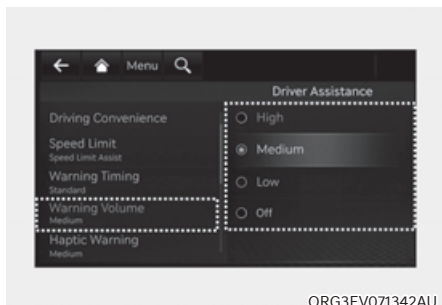 Menu
Driver Assistance
Driving Convenience
Speed Limit
Speed Limit Assist
Warning Timing
Standard
Warning Volume
Medium
Haptic Warning
Medium
High
Medium
Low
Off
ORG3EV071342AU